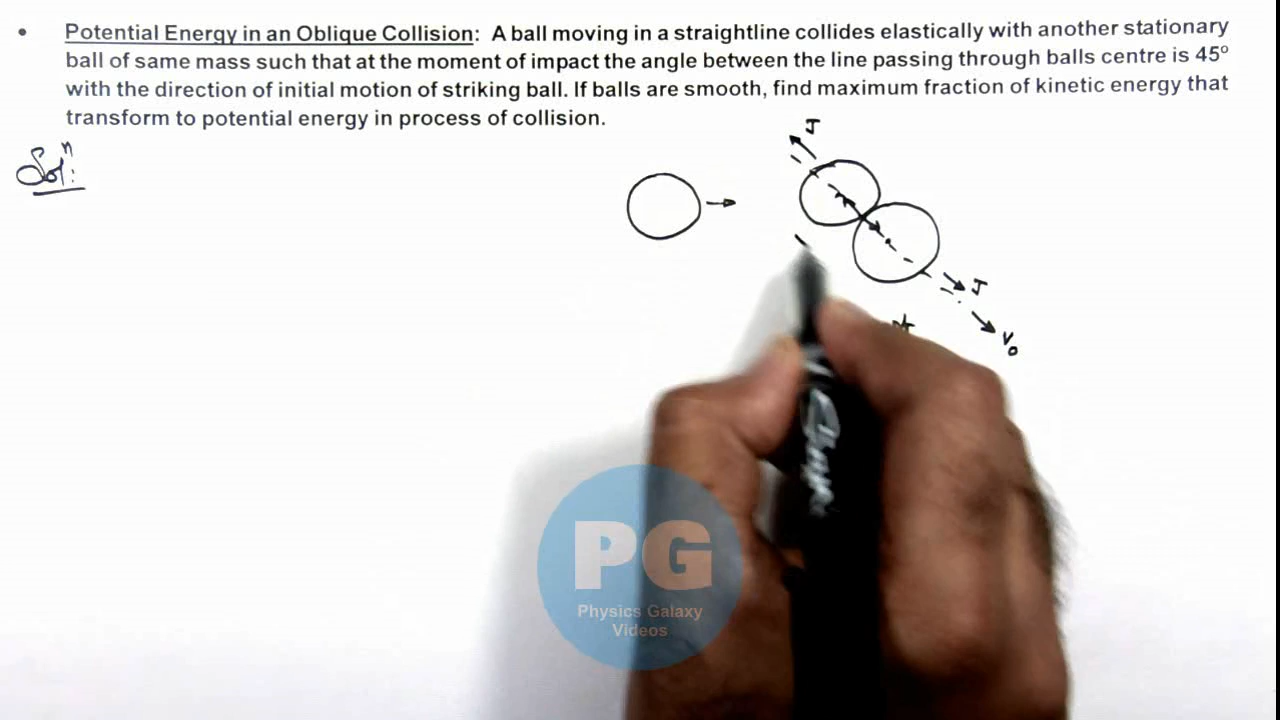 • Potential Energy in an Oblique Collision: A ball moving in a straightline collides elastically with another stationary
ball of same mass such that at the moment of impact the angle between the line passing through balls centre is 45º
with the direction of initial motion of striking ball. If balls are smooth, find maximum fraction of kinetic energy that
transform to potential energy in process of collision.
Solⁿ:
J
J
v₀
PG
Physics Galaxy
Videos